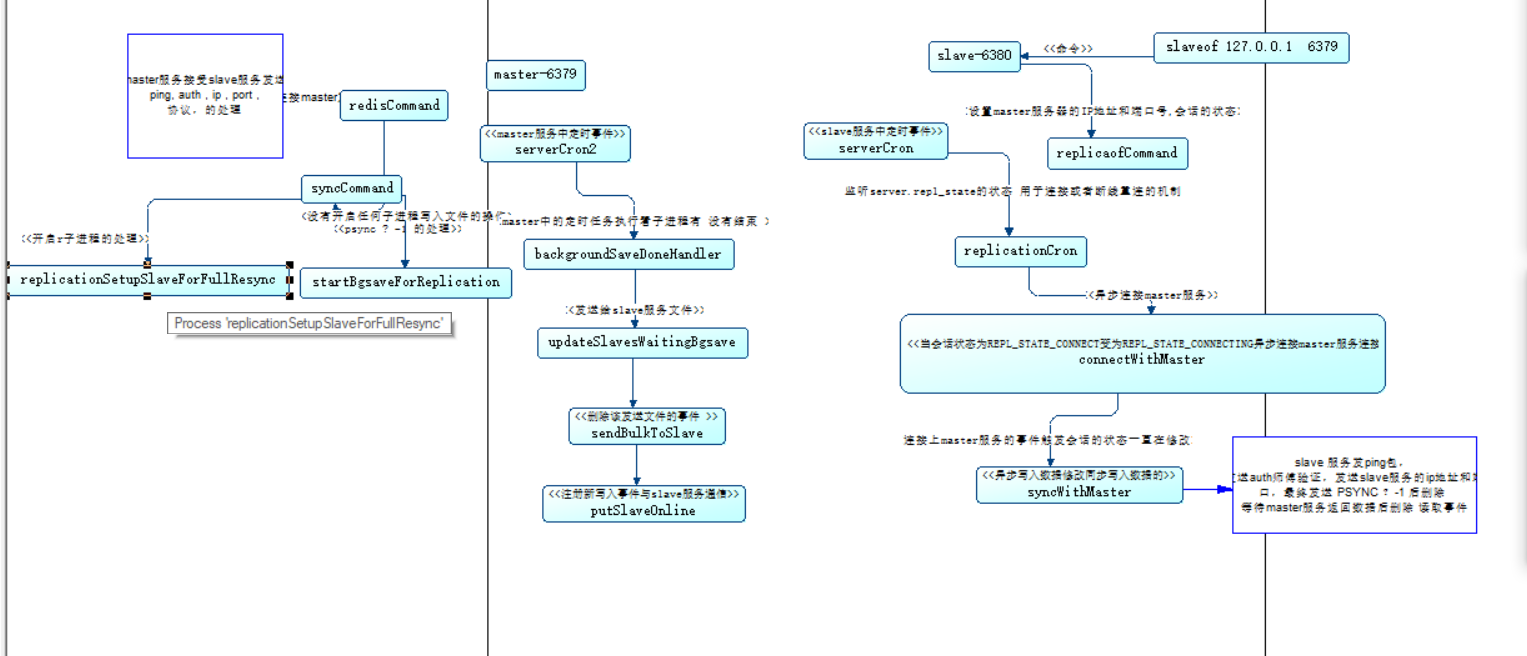 master服务接受slave服务发送
ping, auth , ip , port ,
协议, 的处理
连接master
redisCommand
syncCommand
<没有开启任何子进程写入文件的操作>
<<psync ? -1 的处理>>
<<开启r子进程的处理>>
replicationSetupSlaveForFullResync
startBgsaveForReplication
Process 'replicationSetupSlaveForFullResync'
master-6379
<<master服务中定时事件>>
serverCron2
master中的定时任务执行着子进程有 没有结束 >
backgroundSaveDoneHandler
<<发送给slave服务文件>>
updateSlavesWaitingBgsave
<<删除该发送文件的事件 >>
sendBulkToSlave
<<注册新写入事件与slave服务通信>>
putSlaveOnline
slave-6380
<<命令>>
slaveof 127.0.0.1 6379
设置master服务器的IP地址和端口号,会话的状态
replicaofCommand
<<slave服务中定时事件>>
serverCron
监听server.repl_state的状态 用于连接或者断线重连的机制
replicationCron
<<异步连接master服务>>
<<当会话状态为REPL_STATE_CONNECT变为REPL_STATE_CONNECTING异步连接master服务连接
connectWithMaster
连接上master服务的事件触发会话的状态一直在修改
<<异步写入数据修改同步写入数据的>>
syncWithMaster
slave 服务发ping包,
送auth师傅验证, 发送slave服务的ip地址和
口, 最终发送 PSYNC ? -1 后删除
等待master服务返回数据后删除 读取事件